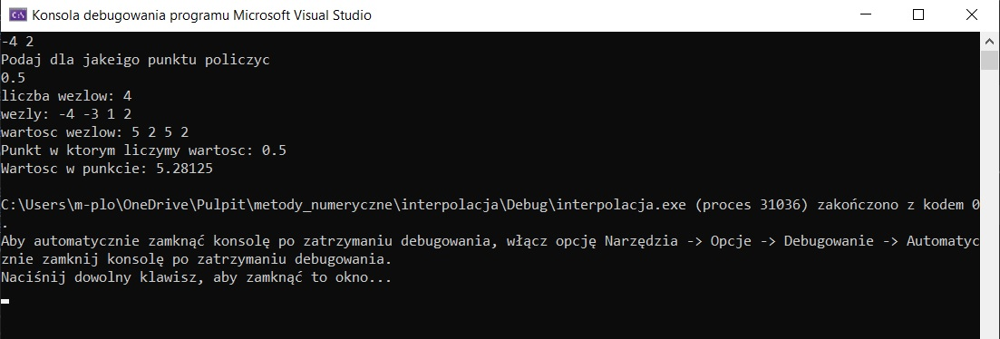 Konsola debugowania programu Microsoft Visual Studio
-4 2
Podaj dla jakeigo punktu policzyc
0.5
liczba wezlow: 4
wezly: -4 -3 1 2
wartosc wezlow: 5 2 5 2
Punkt w ktorym liczymy wartosc: 0.5
Wartosc w punkcie: 5.28125
C:\Users\m-plo\OneDrive\Pulpit\metody_numeryczne\interpolacja\Debug\interpolacja.exe (proces 31036) zakończono z kodem 0
.
Aby automatycznie zamknąć konsolę po zatrzymaniu debugowania, włącz opcję Narzędzia -> Opcje -> Debugowanie -> Automatyc
znie zamknij konsolę po zatrzymaniu debugowania.
Naciśnij dowolny klawisz, aby zamknąć to okno...